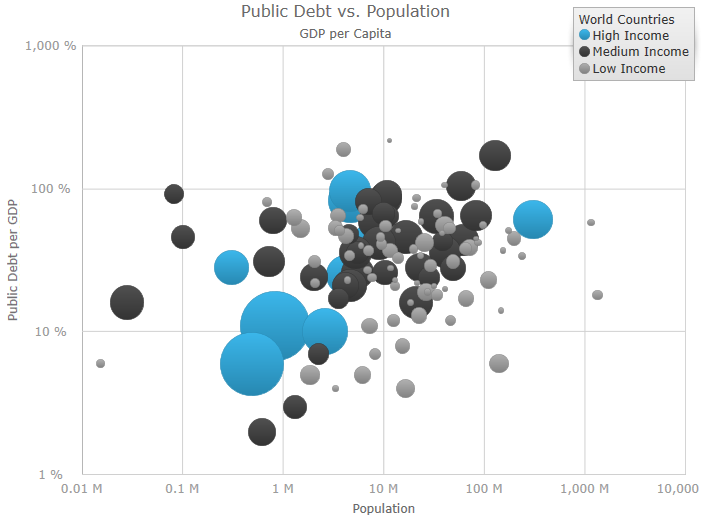 Public Debt vs. Population
GDP per Capita
World Countries
High Income
Medium Income
Low Income
Public Debt per GDP
1,000 %
100 %
10 %
1 %
0.01 M
0.1 M
1 M
10 M
100 M
1,000 M
10,000
Population